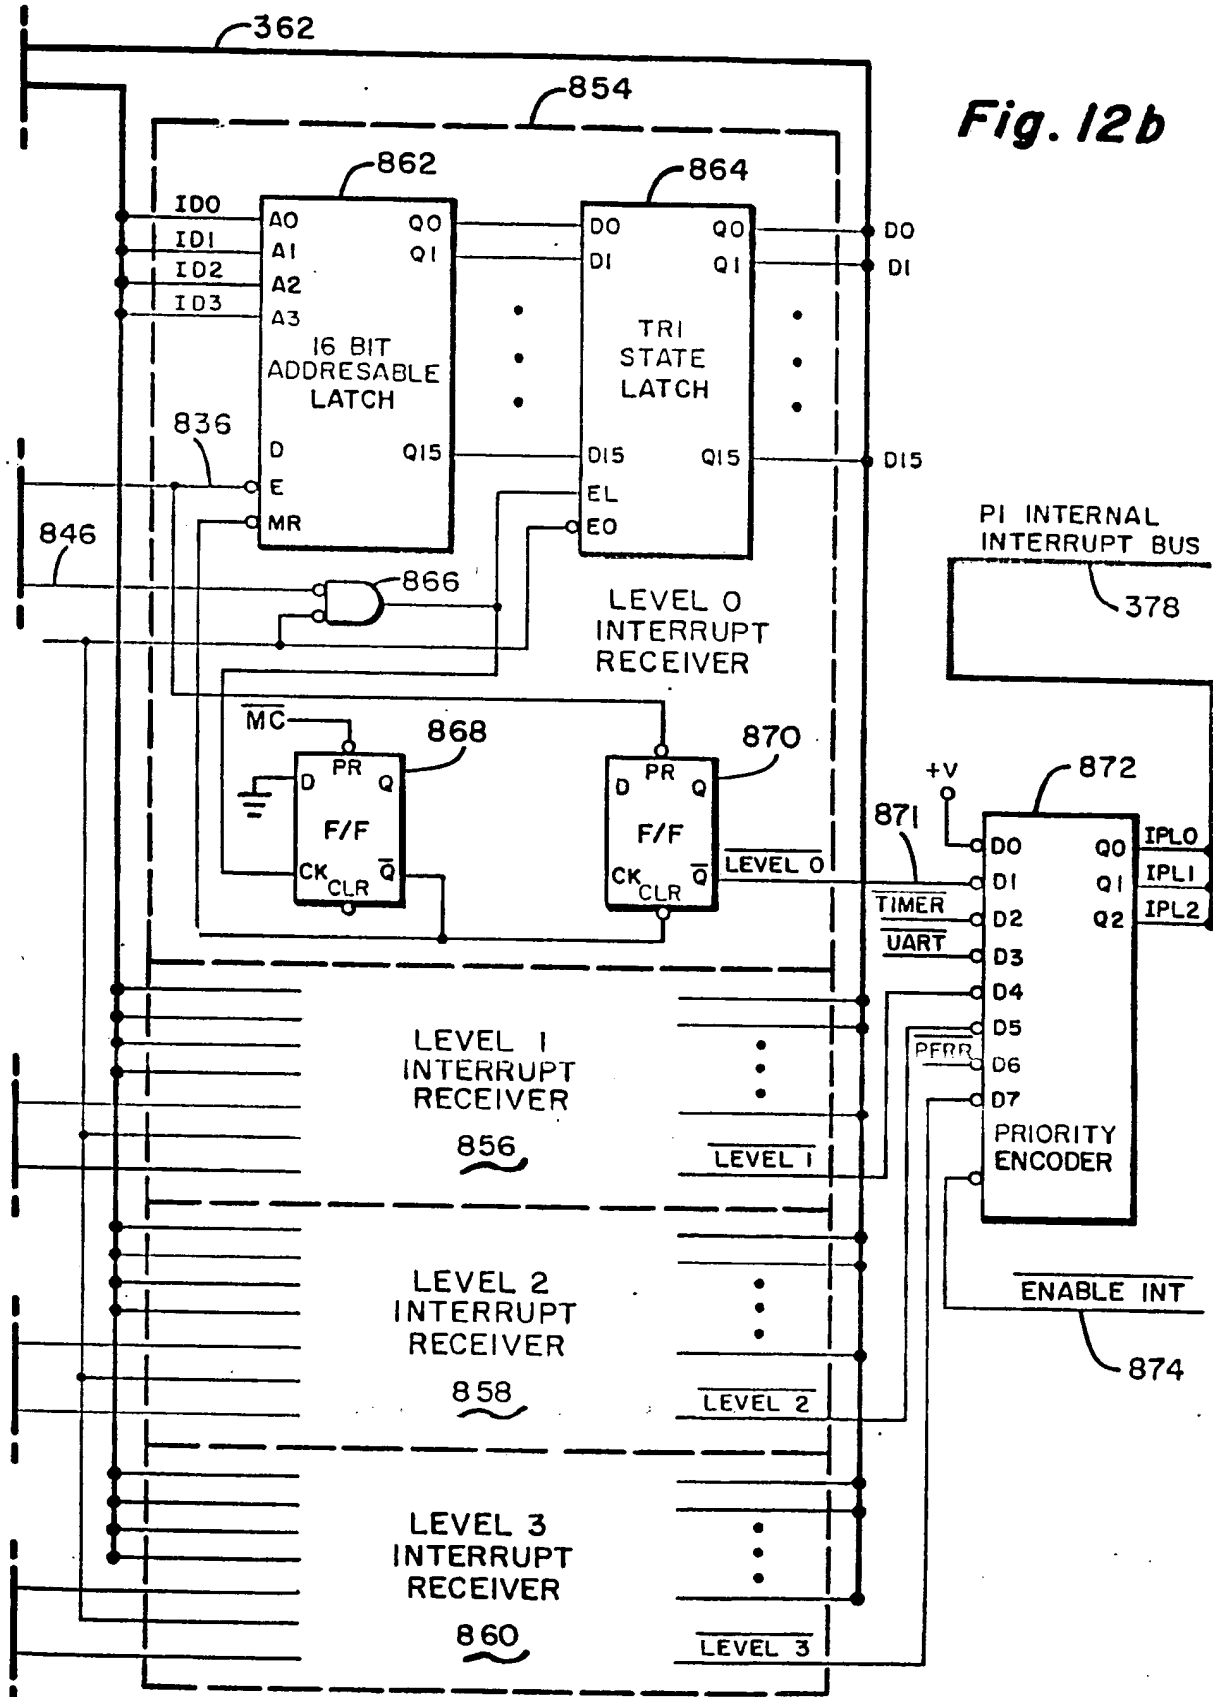 362
854
Fig. 12b
862
864
ID0
ID1
ID2
ID3
A0
A1
A2
A3
Q0
Q1
16 BIT
ADDRESABLE
LATCH
D
E
MR
Q15
D0
D1
TRI
STATE
LATCH
D15
EL
EO
Q0
Q1
Q15
D0
D1
D15
836
846
866
LEVEL 0
INTERRUPT
RECEIVER
PI INTERNAL
INTERRUPT BUS
378
MC
868
PR
D
Q
F/F
CK
CLR
Q
870
PR
D
Q
F/F
CK
CLR
Q
LEVEL 0
871
+V
872
D0
D1
D2
D3
D4
D5
D6
D7
TIMER
UART
Q0
Q1
Q2
IPL0
IPL1
IPL2
PRIORITY
ENCODER
ENABLE INT
874
LEVEL 1
INTERRUPT
RECEIVER
856
LEVEL 1
LEVEL 2
INTERRUPT
RECEIVER
858
LEVEL 2
LEVEL 3
INTERRUPT
RECEIVER
860
LEVEL 3